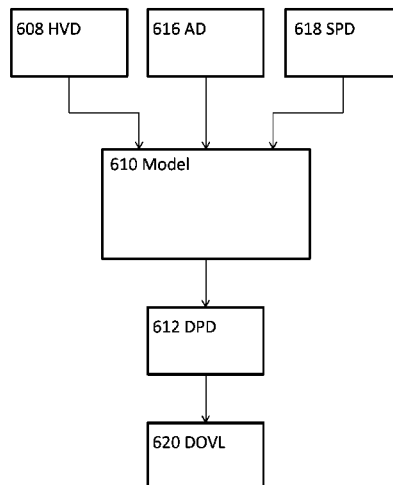 608 HVD
616 AD
618 SPD
610 Model
612 DPD
620 DOVL